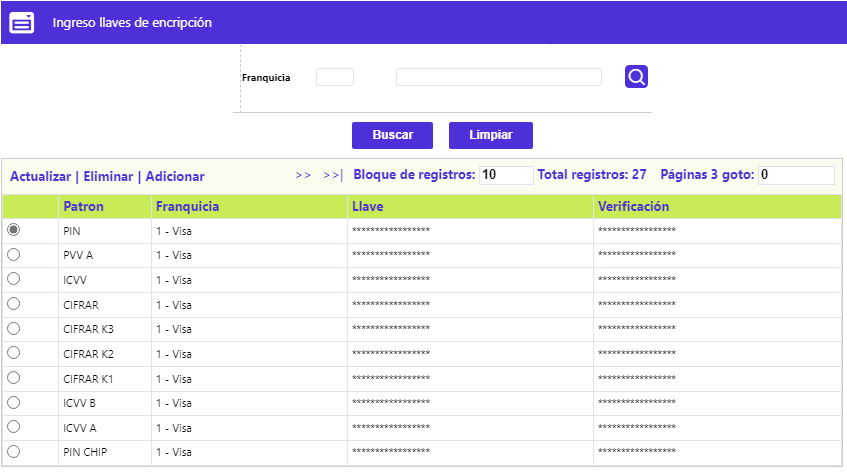 Ingreso llaves de encripción
Franquicia
Buscar Limpiar
Actualizar | Eliminar | Adicionar >> >>| Bloque de registros: 10 Total registros: 27 Páginas 3 goto: 0
Patron Franquicia Llave Verificación
PIN 1 - Visa ***************** *****************
PVV A 1 - Visa ***************** *****************
ICVV 1 - Visa ***************** *****************
CIFRAR 1 - Visa ***************** *****************
CIFRAR K3 1 - Visa ***************** *****************
CIFRAR K2 1 - Visa ***************** *****************
CIFRAR K1 1 - Visa ***************** *****************
ICVV B 1 - Visa ***************** *****************
ICVV A 1 - Visa ***************** *****************
PIN CHIP 1 - Visa ***************** *****************